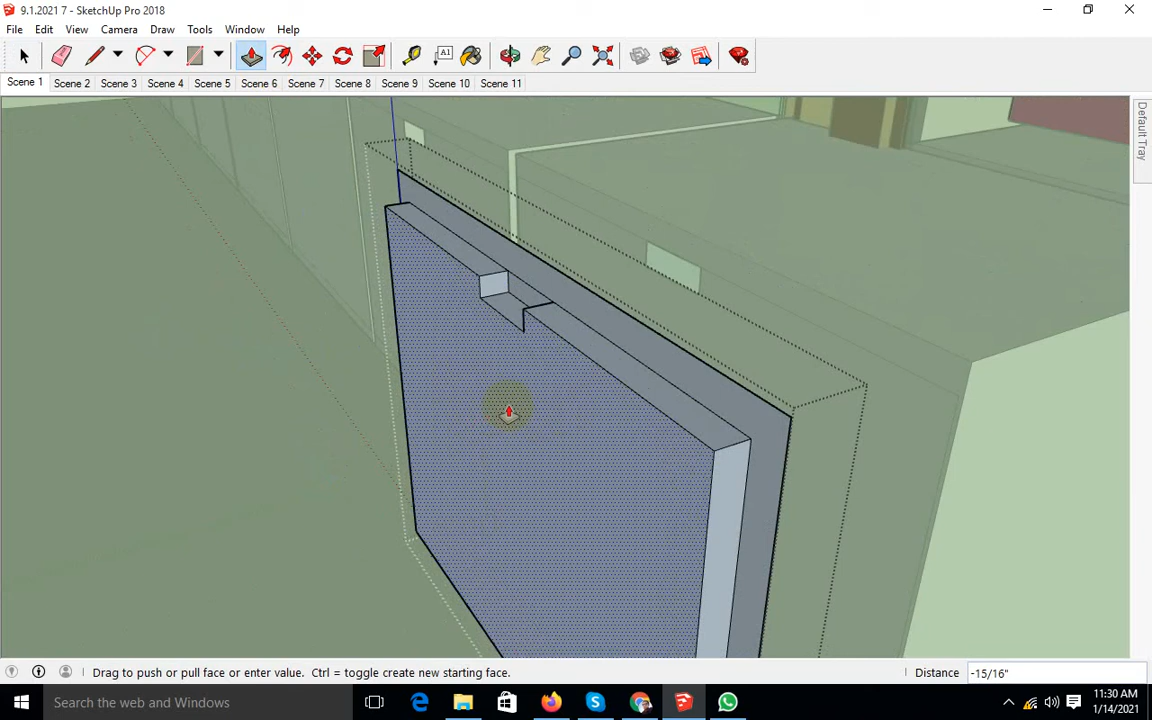 9.1.2021 7 - SketchUp Pro 2018
File Edit View Camera Draw Tools Window Help
A1
Scene 1 Scene 2 Scene 3 Scene 4 Scene 5 Scene 6 Scene 7 Scene 8 Scene 9 Scene 10 Scene 11
Default Tray
Drag to push or pull face or enter value. Ctrl = toggle create new starting face.
Distance -15/16"
Search the web and Windows
11:30 AM
1/14/2021